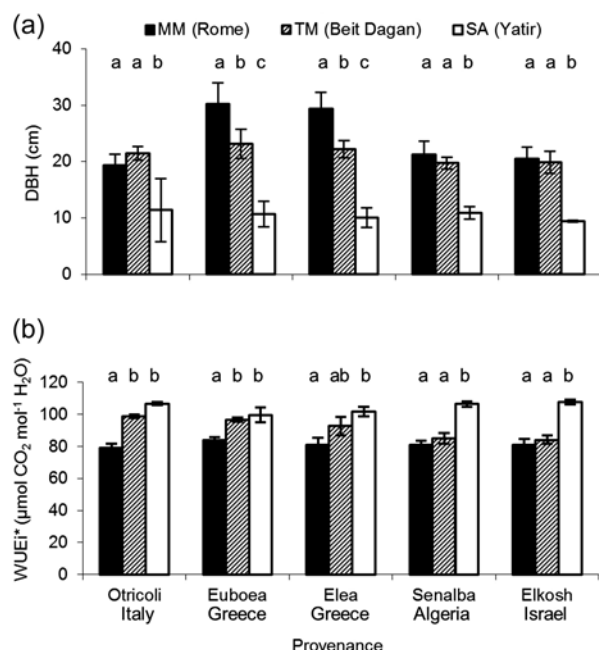 (a)
MM (Rome) TM (Beit Dagan) SA (Yatir)
a a b a b c a b c a a b a a b
40
30
20
10
0
DBH (cm)
(b)
a b b a b b a ab b a a b a a b
120
100
80
60
40
20
0
WUEi* (µmol CO₂ mol⁻¹ H₂O)
Otricoli Euboea Elea Senalba Elkosh
Italy Greece Greece Algeria Israel
Provenance